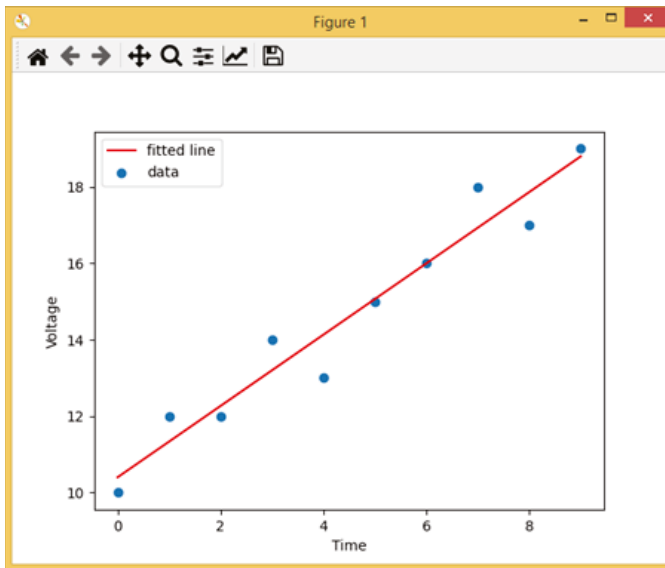 Figure 1
fitted line
data
18
16
14
12
10
Voltage
0 2 4 6 8
Time